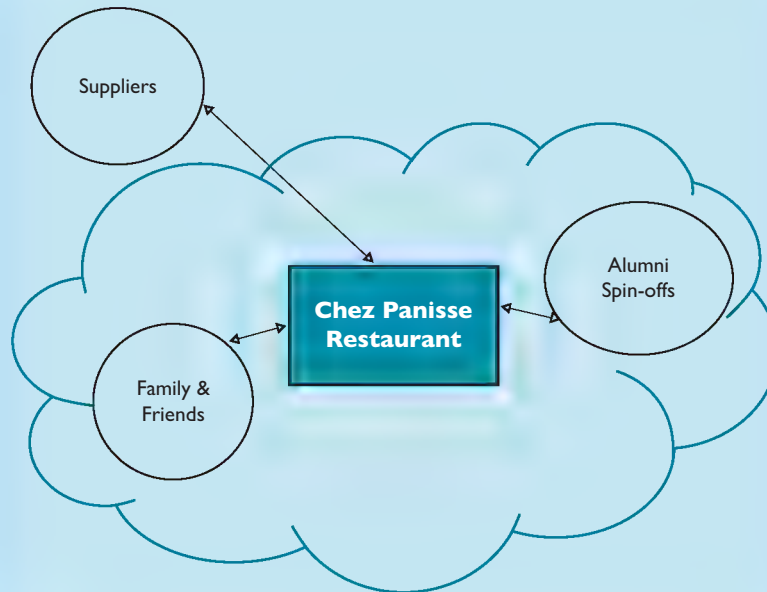 Suppliers
Alumni
Spin-offs
Chez Panisse
Restaurant
Family &
Friends